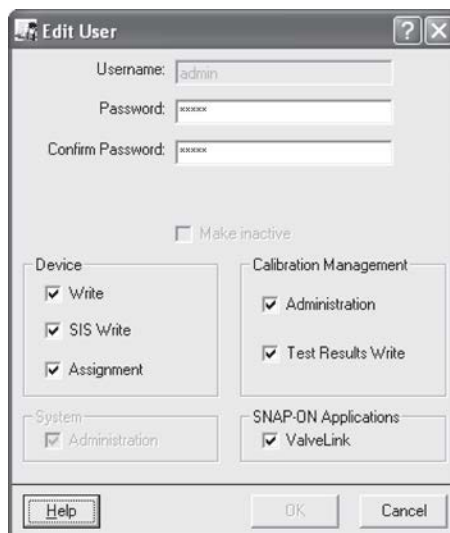 Edit User
Username: admin
Password: *****
Confirm Password: *****
Make inactive
Device
Write
SIS Write
Assignment
Calibration Management
Administration
Test Results Write
System
Administration
SNAP-ON Applications
ValveLink
Help OK Cancel